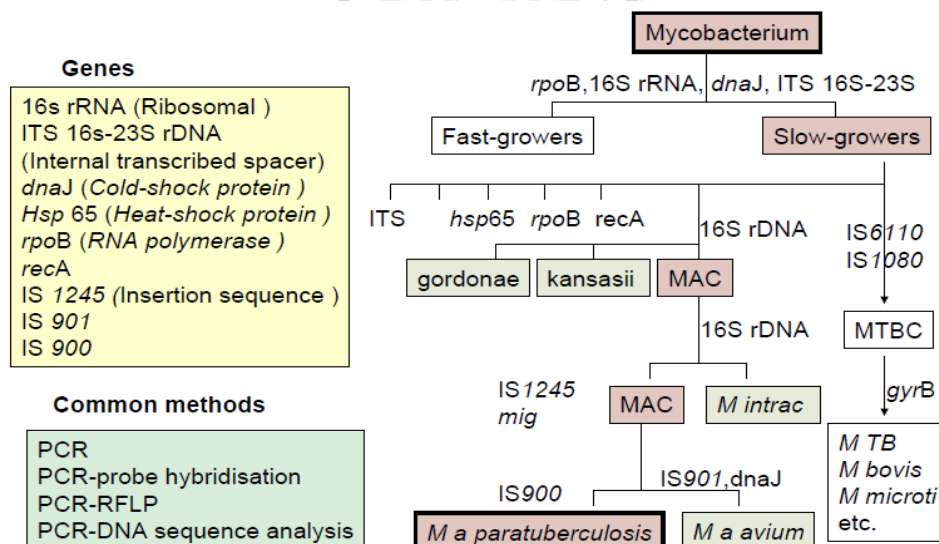 Mycobacterium
Genes
rpoB,16S rRNA, dnaJ, ITS 16S-23S
16s rRNA (Ribosomal )
ITS 16s-23S rDNA
(Internal transcribed spacer)
dnaJ (Cold-shock protein )
Hsp 65 (Heat-shock protein )
rpoB (RNA polymerase )
recA
IS 1245 (Insertion sequence )
IS 901
IS 900
Fast-growers
Slow-growers
ITS
hsp65
rpoB
recA
16S rDNA
IS6110
IS1080
gordonae
kansasii
MAC
MTBC
16S rDNA
gyrB
IS1245
mig
MAC
M intrac
M TB
M bovis
M microti
etc.
IS900
IS901,dnaJ
M a paratuberculosis
M a avium
Common methods
PCR
PCR-probe hybridisation
PCR-RFLP
PCR-DNA sequence analysis